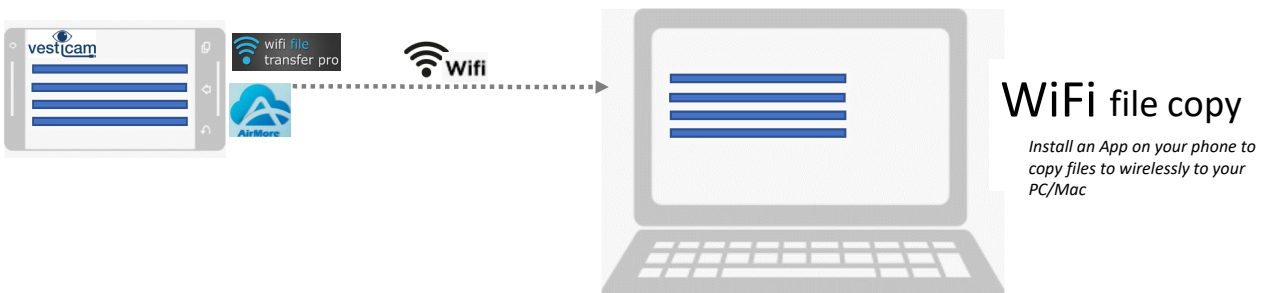 vesticam
wifi file
transfer pro
AirMore
Wifi
WiFi file copy
Install an App on your phone to
copy files to wirelessly to your
PC/Mac